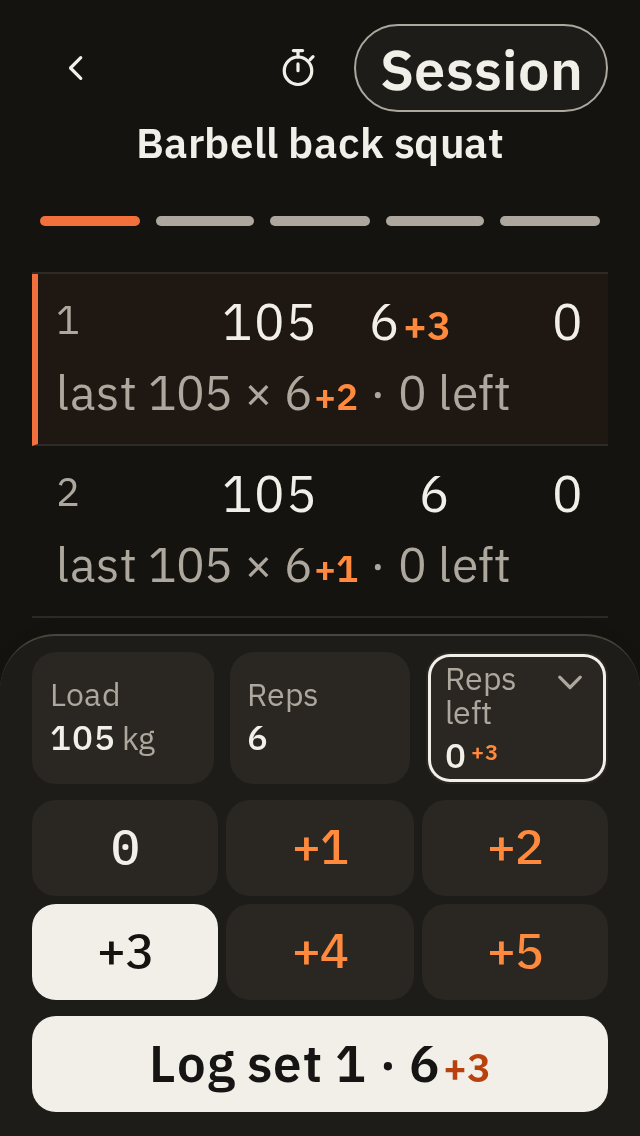 Session
Barbell back squat
1 105 6+3 0
last 105 × 6+2 · 0 left
2 105 6 0
last 105 × 6+1 · 0 left
Load
105 kg
Reps
6
Reps left
0 +3
0 +1 +2
+3 +4 +5
Log set 1 · 6+3